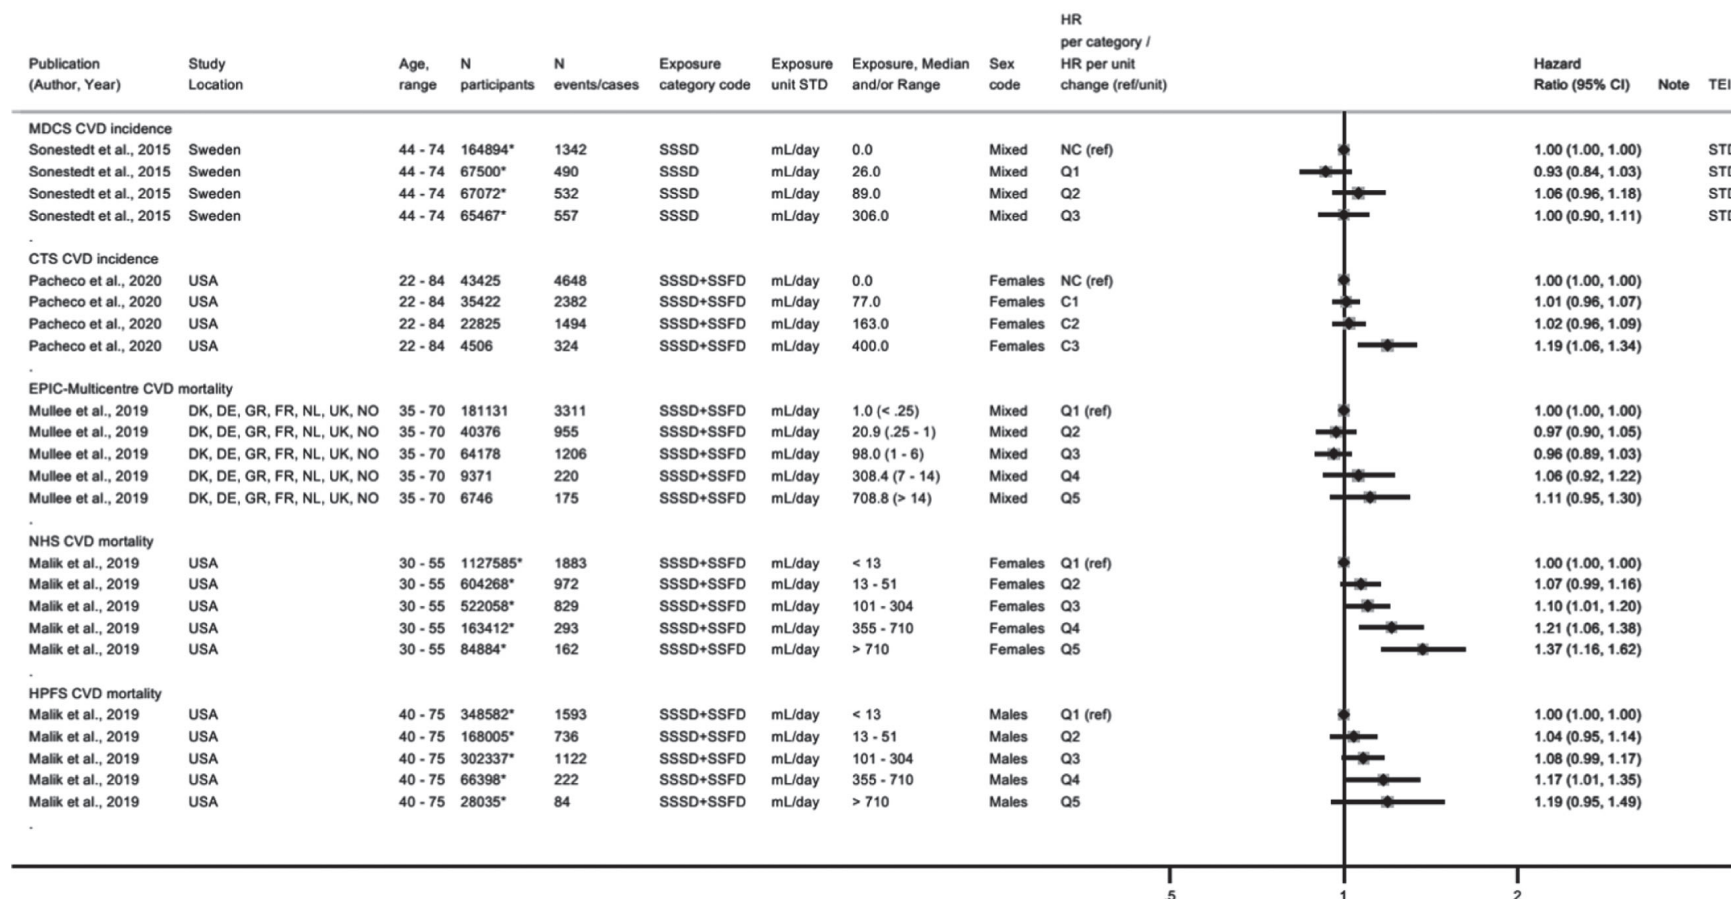 HR
per category /
Publication Study Age, N N Exposure Exposure Exposure, Median Sex HR per unit Hazard
(Author, Year) Location range participants events/cases category code unit STD and/or Range code change (ref/unit) Ratio (95% CI) Note TEI
MDCS CVD incidence
Sonestedt et al., 2015 Sweden 44 - 74 164894* 1342 SSSD mL/day 0.0 Mixed NC (ref) 1.00 (1.00, 1.00) STD
Sonestedt et al., 2015 Sweden 44 - 74 67500* 490 SSSD mL/day 26.0 Mixed Q1 0.93 (0.84, 1.03) STD
Sonestedt et al., 2015 Sweden 44 - 74 67072* 532 SSSD mL/day 89.0 Mixed Q2 1.06 (0.96, 1.18) STD
Sonestedt et al., 2015 Sweden 44 - 74 65467* 557 SSSD mL/day 306.0 Mixed Q3 1.00 (0.90, 1.11) STD
.
CTS CVD incidence
Pacheco et al., 2020 USA 22 - 84 43425 4648 SSSD+SSFD mL/day 0.0 Females NC (ref) 1.00 (1.00, 1.00)
Pacheco et al., 2020 USA 22 - 84 35422 2382 SSSD+SSFD mL/day 77.0 Females C1 1.01 (0.96, 1.07)
Pacheco et al., 2020 USA 22 - 84 22825 1494 SSSD+SSFD mL/day 163.0 Females C2 1.02 (0.96, 1.09)
Pacheco et al., 2020 USA 22 - 84 4506 324 SSSD+SSFD mL/day 400.0 Females C3 1.19 (1.06, 1.34)
.
EPIC-Multicentre CVD mortality
Mullee et al., 2019 DK, DE, GR, FR, NL, UK, NO 35 - 70 181131 3311 SSSD+SSFD mL/day 1.0 (< .25) Mixed Q1 (ref) 1.00 (1.00, 1.00)
Mullee et al., 2019 DK, DE, GR, FR, NL, UK, NO 35 - 70 40376 955 SSSD+SSFD mL/day 20.9 (.25 - 1) Mixed Q2 0.97 (0.90, 1.05)
Mullee et al., 2019 DK, DE, GR, FR, NL, UK, NO 35 - 70 64178 1206 SSSD+SSFD mL/day 98.0 (1 - 6) Mixed Q3 0.96 (0.89, 1.03)
Mullee et al., 2019 DK, DE, GR, FR, NL, UK, NO 35 - 70 9371 220 SSSD+SSFD mL/day 308.4 (7 - 14) Mixed Q4 1.06 (0.92, 1.22)
Mullee et al., 2019 DK, DE, GR, FR, NL, UK, NO 35 - 70 6746 175 SSSD+SSFD mL/day 708.8 (> 14) Mixed Q5 1.11 (0.95, 1.30)
.
NHS CVD mortality
Malik et al., 2019 USA 30 - 55 1127585* 1883 SSSD+SSFD mL/day < 13 Females Q1 (ref) 1.00 (1.00, 1.00)
Malik et al., 2019 USA 30 - 55 604268* 972 SSSD+SSFD mL/day 13 - 51 Females Q2 1.07 (0.99, 1.16)
Malik et al., 2019 USA 30 - 55 522058* 829 SSSD+SSFD mL/day 101 - 304 Females Q3 1.10 (1.01, 1.20)
Malik et al., 2019 USA 30 - 55 163412* 293 SSSD+SSFD mL/day 355 - 710 Females Q4 1.21 (1.06, 1.38)
Malik et al., 2019 USA 30 - 55 84884* 162 SSSD+SSFD mL/day > 710 Females Q5 1.37 (1.16, 1.62)
.
HPFS CVD mortality
Malik et al., 2019 USA 40 - 75 348582* 1593 SSSD+SSFD mL/day < 13 Males Q1 (ref) 1.00 (1.00, 1.00)
Malik et al., 2019 USA 40 - 75 168005* 736 SSSD+SSFD mL/day 13 - 51 Males Q2 1.04 (0.95, 1.14)
Malik et al., 2019 USA 40 - 75 302337* 1122 SSSD+SSFD mL/day 101 - 304 Males Q3 1.08 (0.99, 1.17)
Malik et al., 2019 USA 40 - 75 66398* 222 SSSD+SSFD mL/day 355 - 710 Males Q4 1.17 (1.01, 1.35)
Malik et al., 2019 USA 40 - 75 28035* 84 SSSD+SSFD mL/day > 710 Males Q5 1.19 (0.95, 1.49)
.
.5 1 2